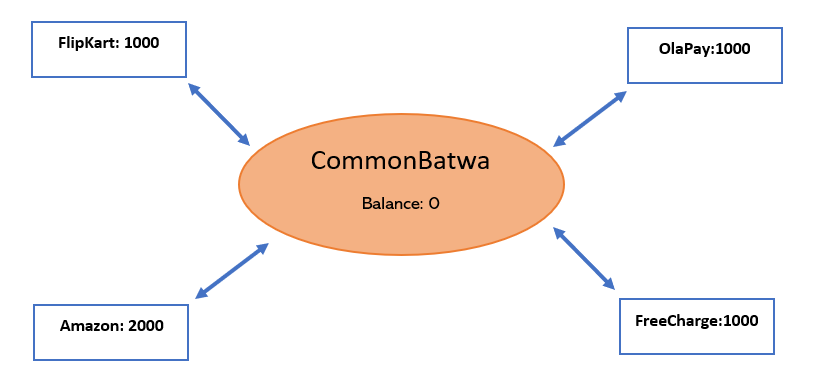 FlipKart: 1000
OlaPay:1000
CommonBatwa
Balance: 0
Amazon: 2000
FreeCharge:1000